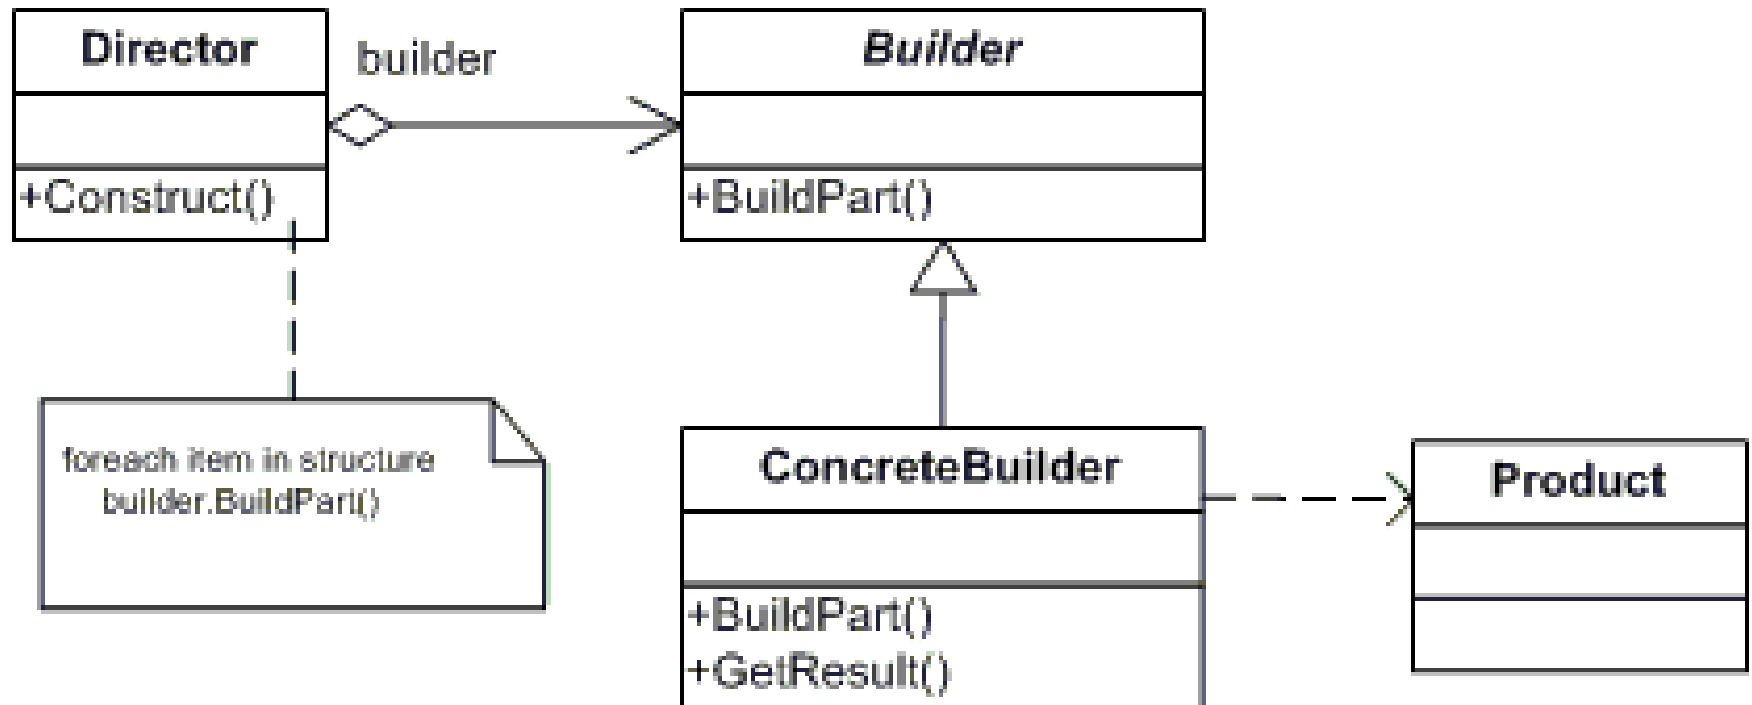 Director
builder
Builder
+Construct()
+BuildPart()
foreach item in structure
builder.BuildPart()
ConcreteBuilder
Product
+BuildPart()
+GetResult()